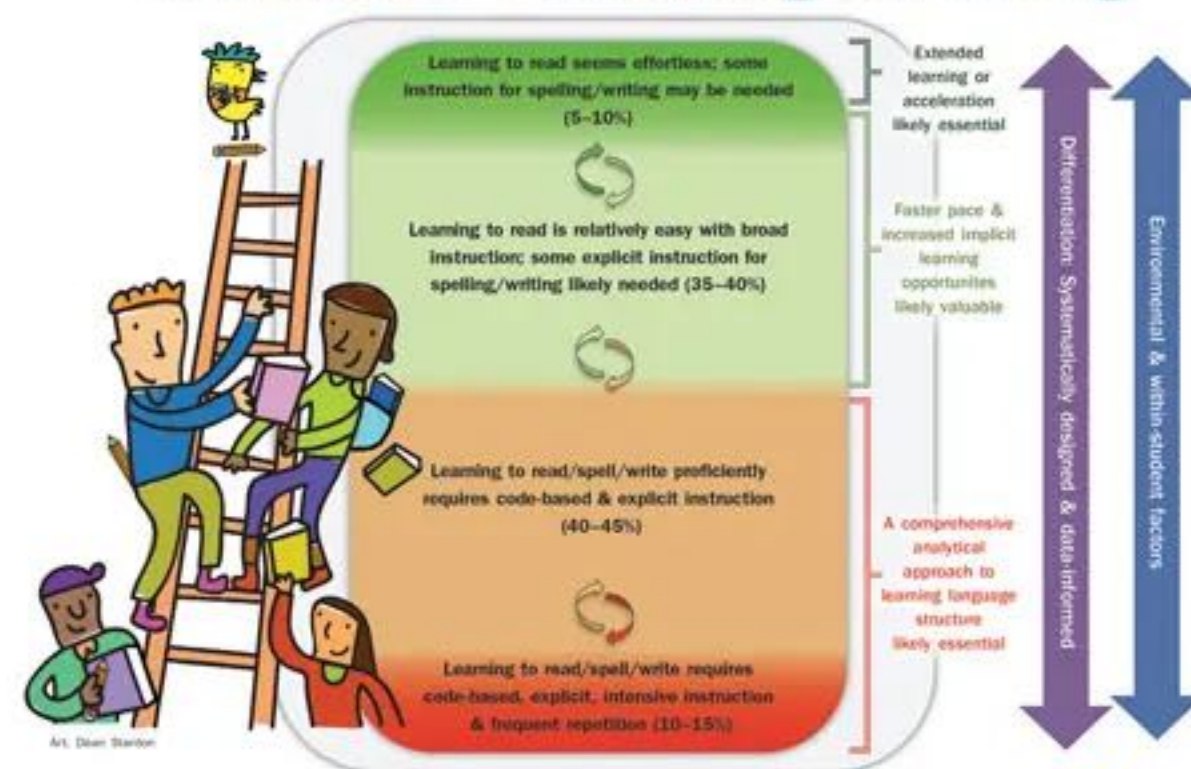 Learning to read seems effortless; some
instruction for spelling/writing may be needed
(5–10%)
Learning to read is relatively easy with broad
instruction; some explicit instruction for
spelling/writing likely needed (35–40%)
Learning to read/spell/write proficiently
requires code-based & explicit instruction
(40–45%)
Learning to read/spell/write requires
code-based, explicit, intensive instruction
& frequent repetition (10–15%)
Extended
learning or
acceleration
likely essential
Faster pace &
increased implicit
learning
opportunites
likely valuable
A comprehensive
analytical
approach to
learning language
structure
likely essential
Differentiation: Systematically designed & data-informed
Environmental & within-student factors
Art, Dean Stanton